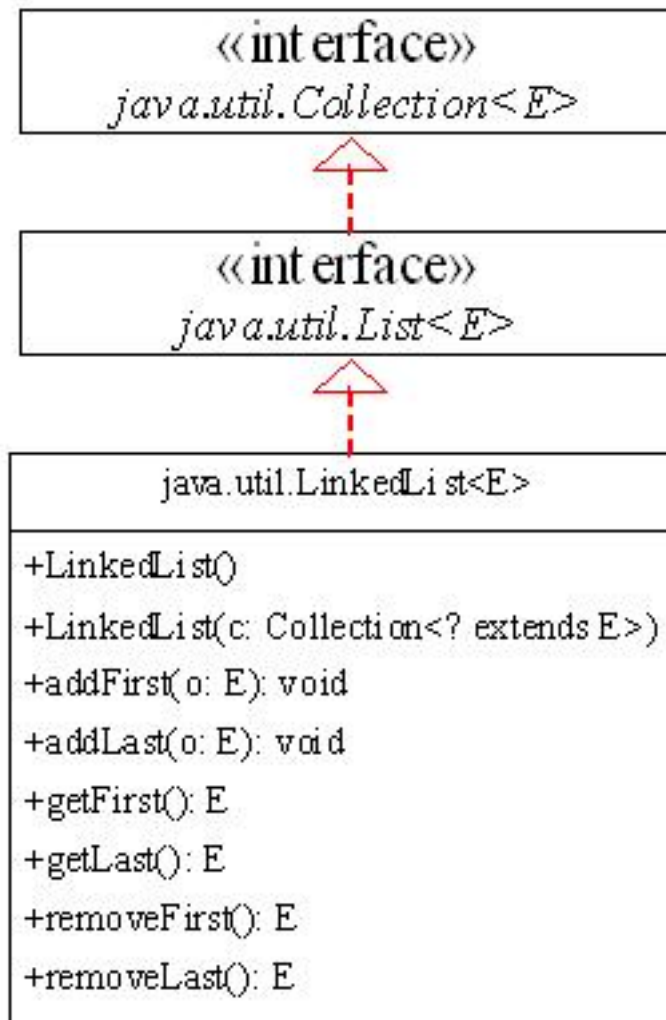 «interface»
java.util.Collection<E>
«interface»
java.util.List<E>
java.util.LinkedList<E>
+LinkedList()
+LinkedList(c: Collection<? extends E>)
+addFirst(o: E): void
+addLast(o: E): void
+getFirst(): E
+getLast(): E
+removeFirst(): E
+removeLast(): E